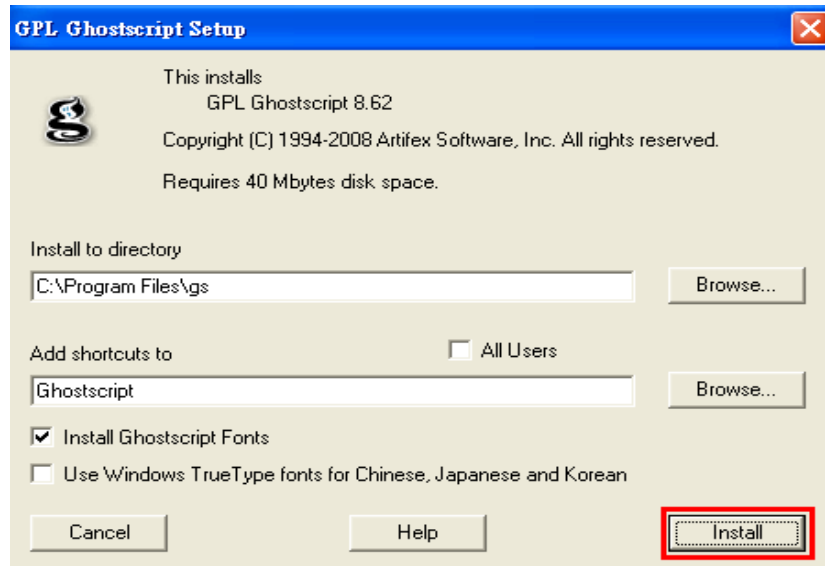 GPL Ghostscript Setup
This installs
GPL Ghostscript 8.62
Copyright (C) 1994-2008 Artifex Software, Inc. All rights reserved.
Requires 40 Mbytes disk space.
Install to directory
C:\Program Files\gs
Browse...
Add shortcuts to
All Users
Ghostscript
Browse...
Install Ghostscript Fonts
Use Windows TrueType fonts for Chinese, Japanese and Korean
Cancel
Help
Install